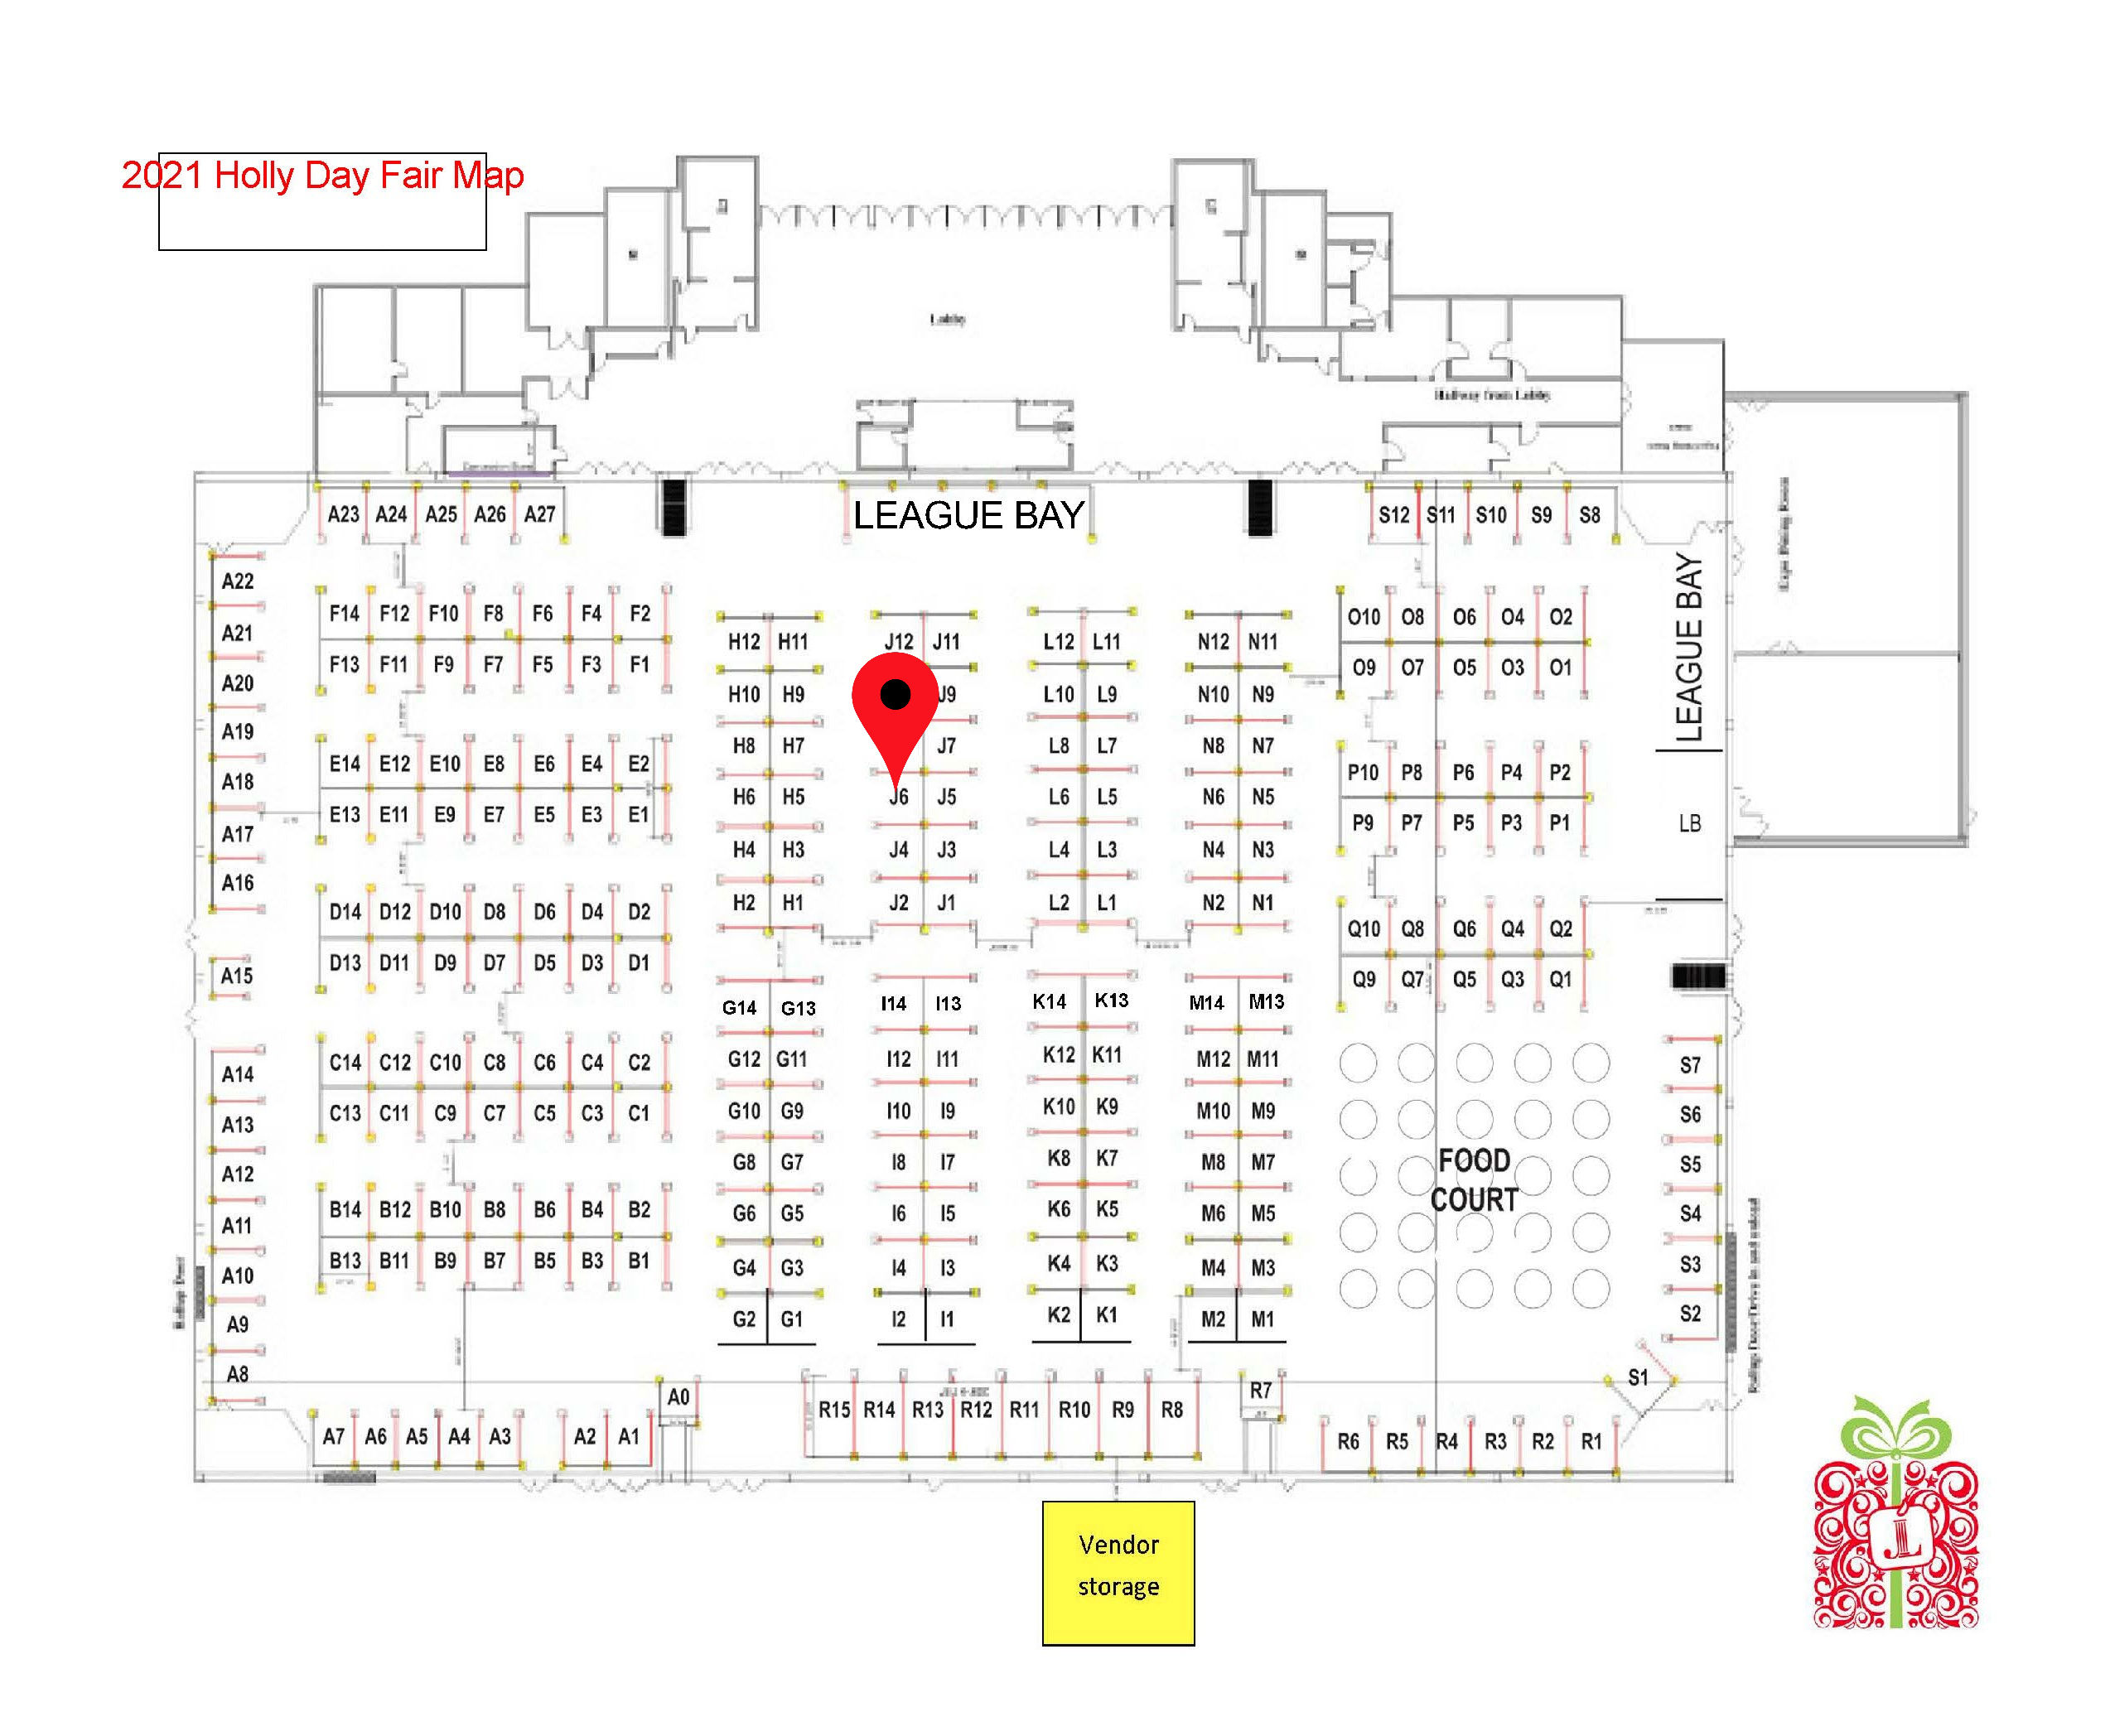 2021 Holly Day Fair Map
Lobby
Hallway from Lobby
LEAGUE BAY
A23 A24 A25 A26 A27
S12 S11 S10 S9 S8
A22
A21
A20
A19
A18
A17
A16
A15
A14
A13
A12
A11
A10
A9
A8
F14 F12 F10 F8 F6 F4 F2
F13 F11 F9 F7 F5 F3 F1
E14 E12 E10 E8 E6 E4 E2
E13 E11 E9 E7 E5 E3 E1
D14 D12 D10 D8 D6 D4 D2
D13 D11 D9 D7 D5 D3 D1
C14 C12 C10 C8 C6 C4 C2
C13 C11 C9 C7 C5 C3 C1
B14 B12 B10 B8 B6 B4 B2
B13 B11 B9 B7 B5 B3 B1
H12 H11
H10 H9
H8 H7
H6 H5
H4 H3
H2 H1
G14 G13
G12 G11
G10 G9
G8 G7
G6 G5
G4 G3
G2 G1
J12 J11
J9
J7
J6 J5
J4 J3
J2 J1
I14 I13
I12 I11
I10 I9
I8 I7
I6 I5
I4 I3
I2 I1
L12 L11
L10 L9
L8 L7
L6 L5
L4 L3
L2 L1
K14 K13
K12 K11
K10 K9
K8 K7
K6 K5
K4 K3
K2 K1
N12 N11
N10 N9
N8 N7
N6 N5
N4 N3
N2 N1
M14 M13
M12 M11
M10 M9
M8 M7
M6 M5
M4 M3
M2 M1
O10 O8 O6 O4 O2
O9 O7 O5 O3 O1
P10 P8 P6 P4 P2
P9 P7 P5 P3 P1
Q10 Q8 Q6 Q4 Q2
Q9 Q7 Q5 Q3 Q1
LEAGUE BAY
LB
FOOD
COURT
S7
S6
S5
S4
S3
S2
S1
A7 A6 A5 A4 A3 A2 A1
A0
R15 R14 R13 R12 R11 R10 R9 R8
R7
R6 R5 R4 R3 R2 R1
Vendor
storage
JL